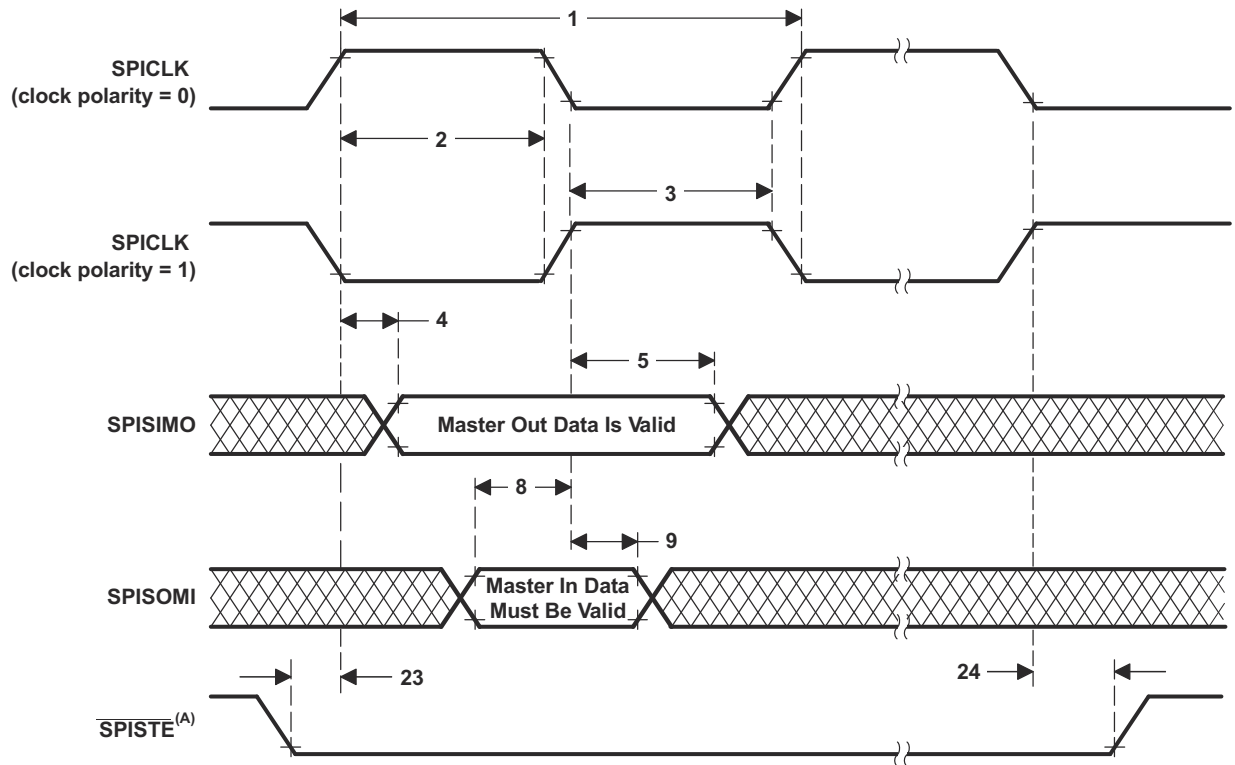 1
SPICLK
(clock polarity = 0)
2
3
SPICLK
(clock polarity = 1)
4
5
SPISIMO
Master Out Data Is Valid
8
9
SPISOMI
Master In Data
Must Be Valid
23
24
SPISTE(A)